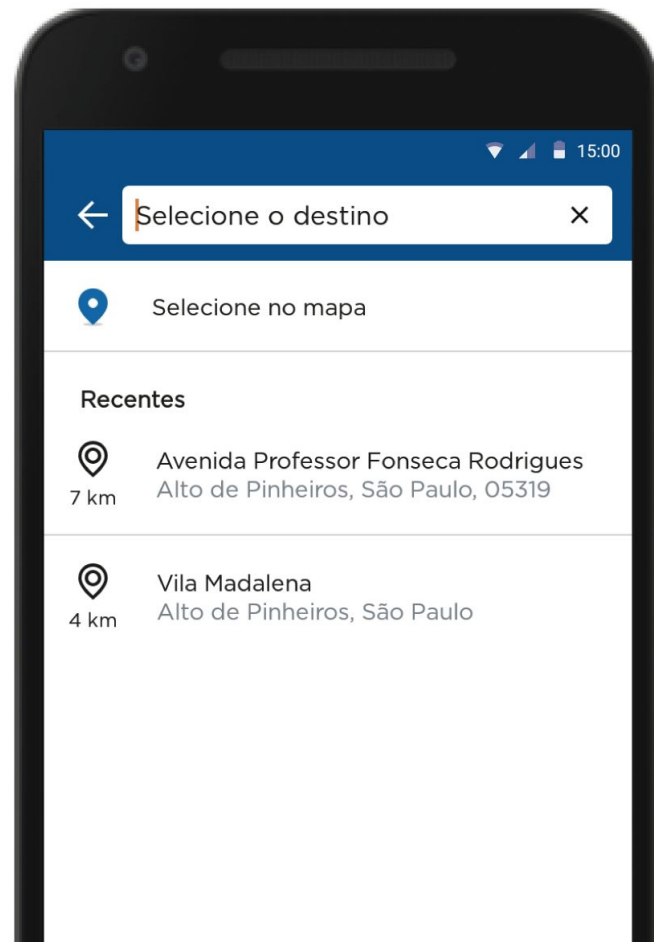 15:00
Selecione o destino
Selecione no mapa
Recentes
Avenida Professor Fonseca Rodrigues
7 km
Alto de Pinheiros, São Paulo, 05319
Vila Madalena
4 km
Alto de Pinheiros, São Paulo